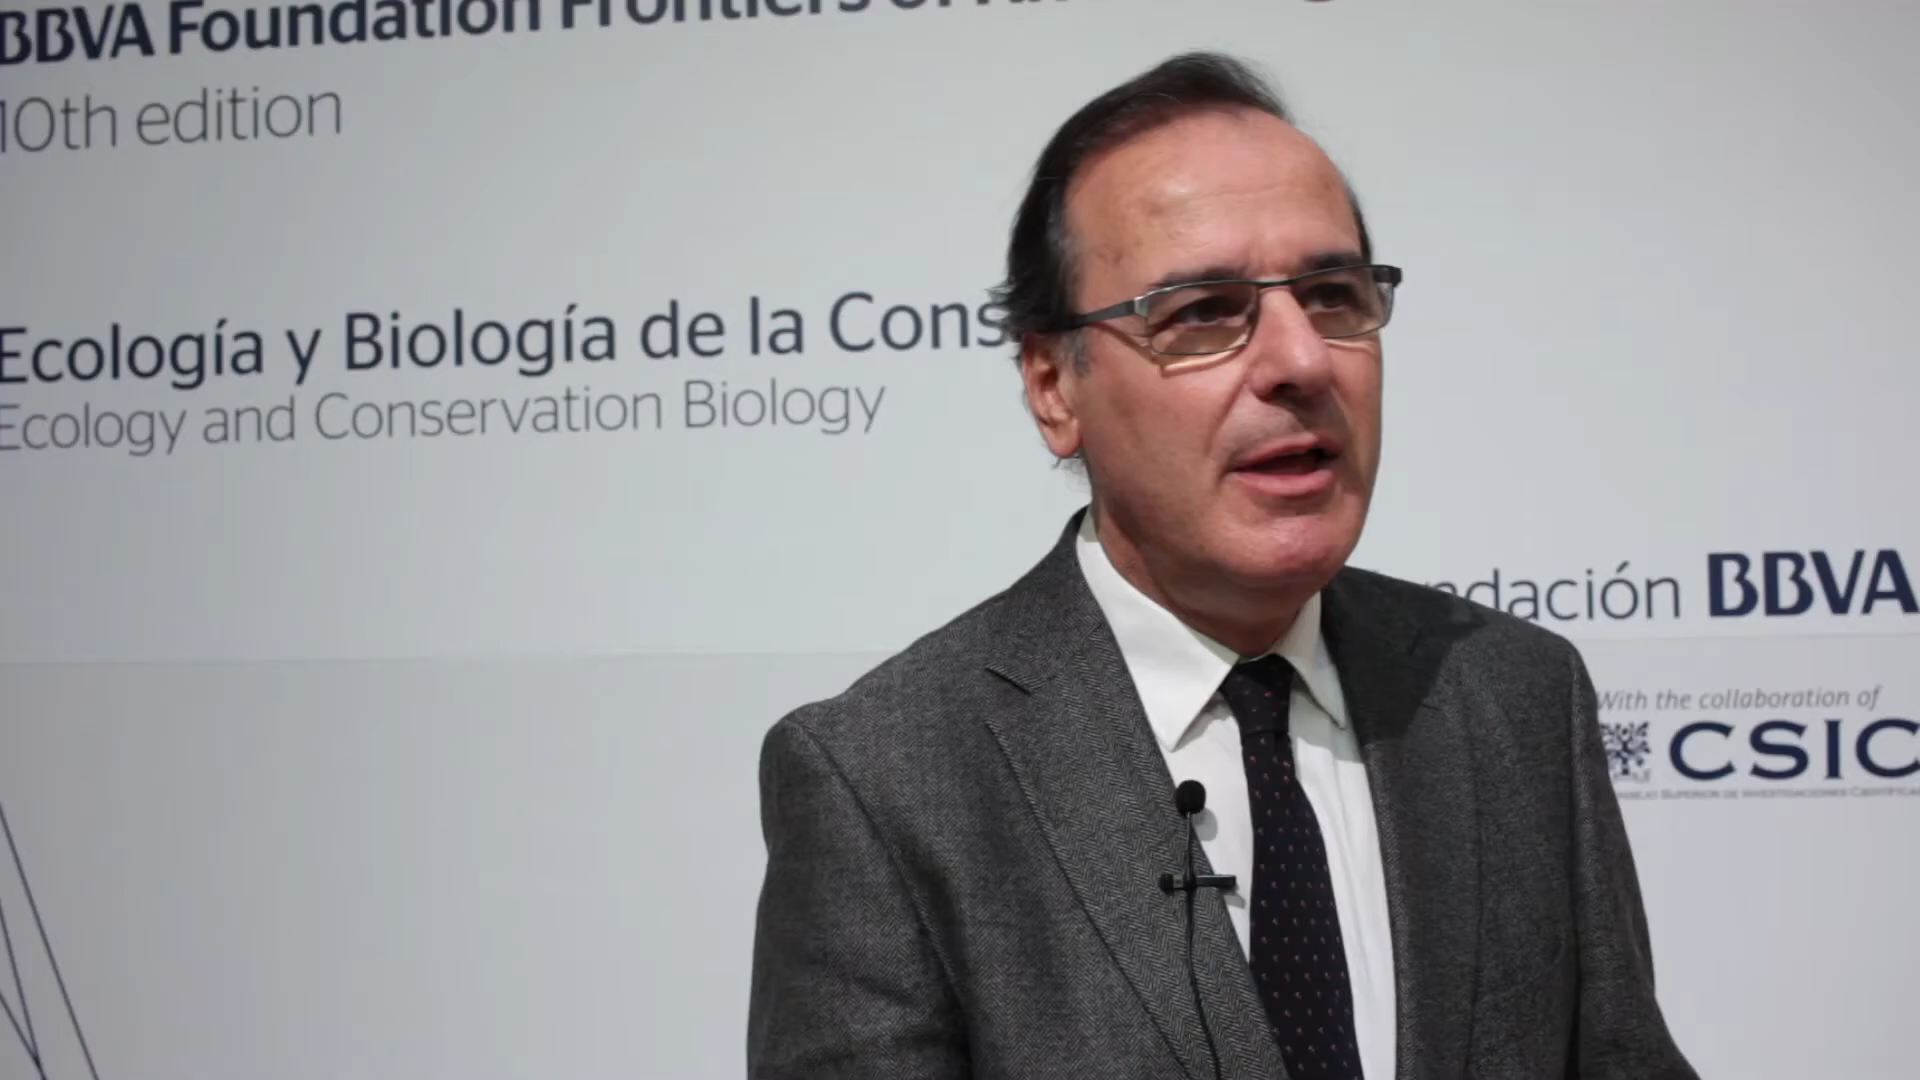 BBVA Foundation Frontiers of
10th edition
Ecología y Biología de la Cons
Ecology and Conservation Biology
ndación BBVA
With the collaboration of
CSIC